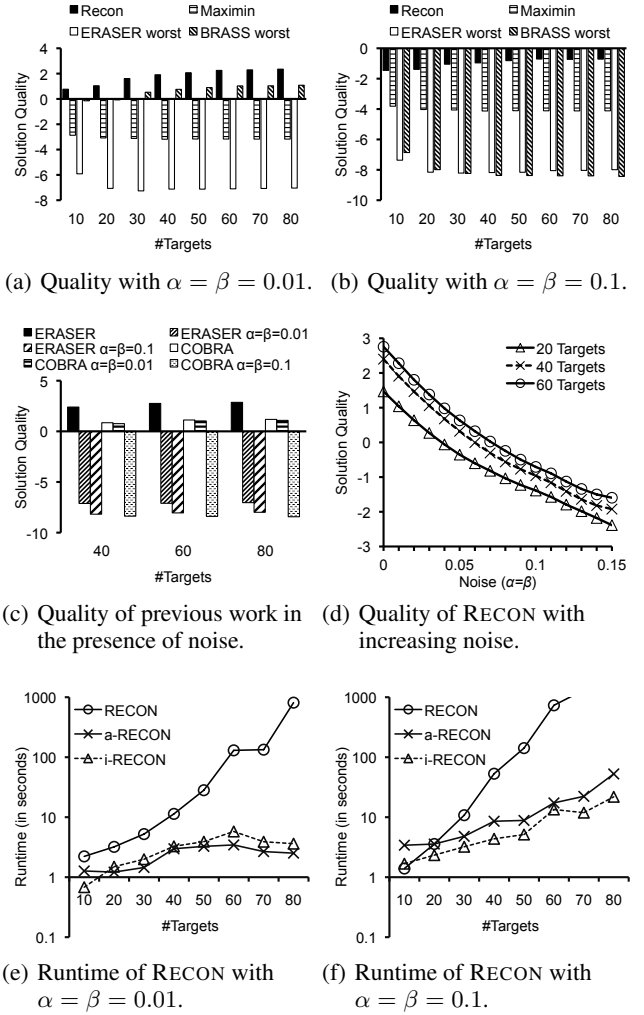 Recon Maximin
ERASER worst BRASS worst
Solution Quality
4
2
0
-2
-4
-6
-8
10 20 30 40 50 60 70 80
#Targets
(a) Quality with α = β = 0.01.
Recon Maximin
ERASER worst BRASS worst
Solution Quality
0
-2
-4
-6
-8
-10
10 20 30 40 50 60 70 80
#Targets
(b) Quality with α = β = 0.1.
ERASER ERASER α=β=0.01
ERASER α=β=0.1 COBRA
COBRA α=β=0.01 COBRA α=β=0.1
Solution Quality
5
0
-5
-10
40 60 80
#Targets
(c) Quality of previous work in
the presence of noise.
20 Targets
40 Targets
60 Targets
Solution Quality
3
2
1
0
-1
-2
-3
0 0.05 0.1 0.15
Noise (α=β)
(d) Quality of RECON with
increasing noise.
RECON
a-RECON
i-RECON
Runtime (in seconds)
1000
100
10
1
0.1
10 20 30 40 50 60 70 80
#Targets
(e) Runtime of RECON with
α = β = 0.01.
RECON
a-RECON
i-RECON
Runtime (in seconds)
1000
100
10
1
0.1
10 20 30 40 50 60 70 80
#Targets
(f) Runtime of RECON with
α = β = 0.1.